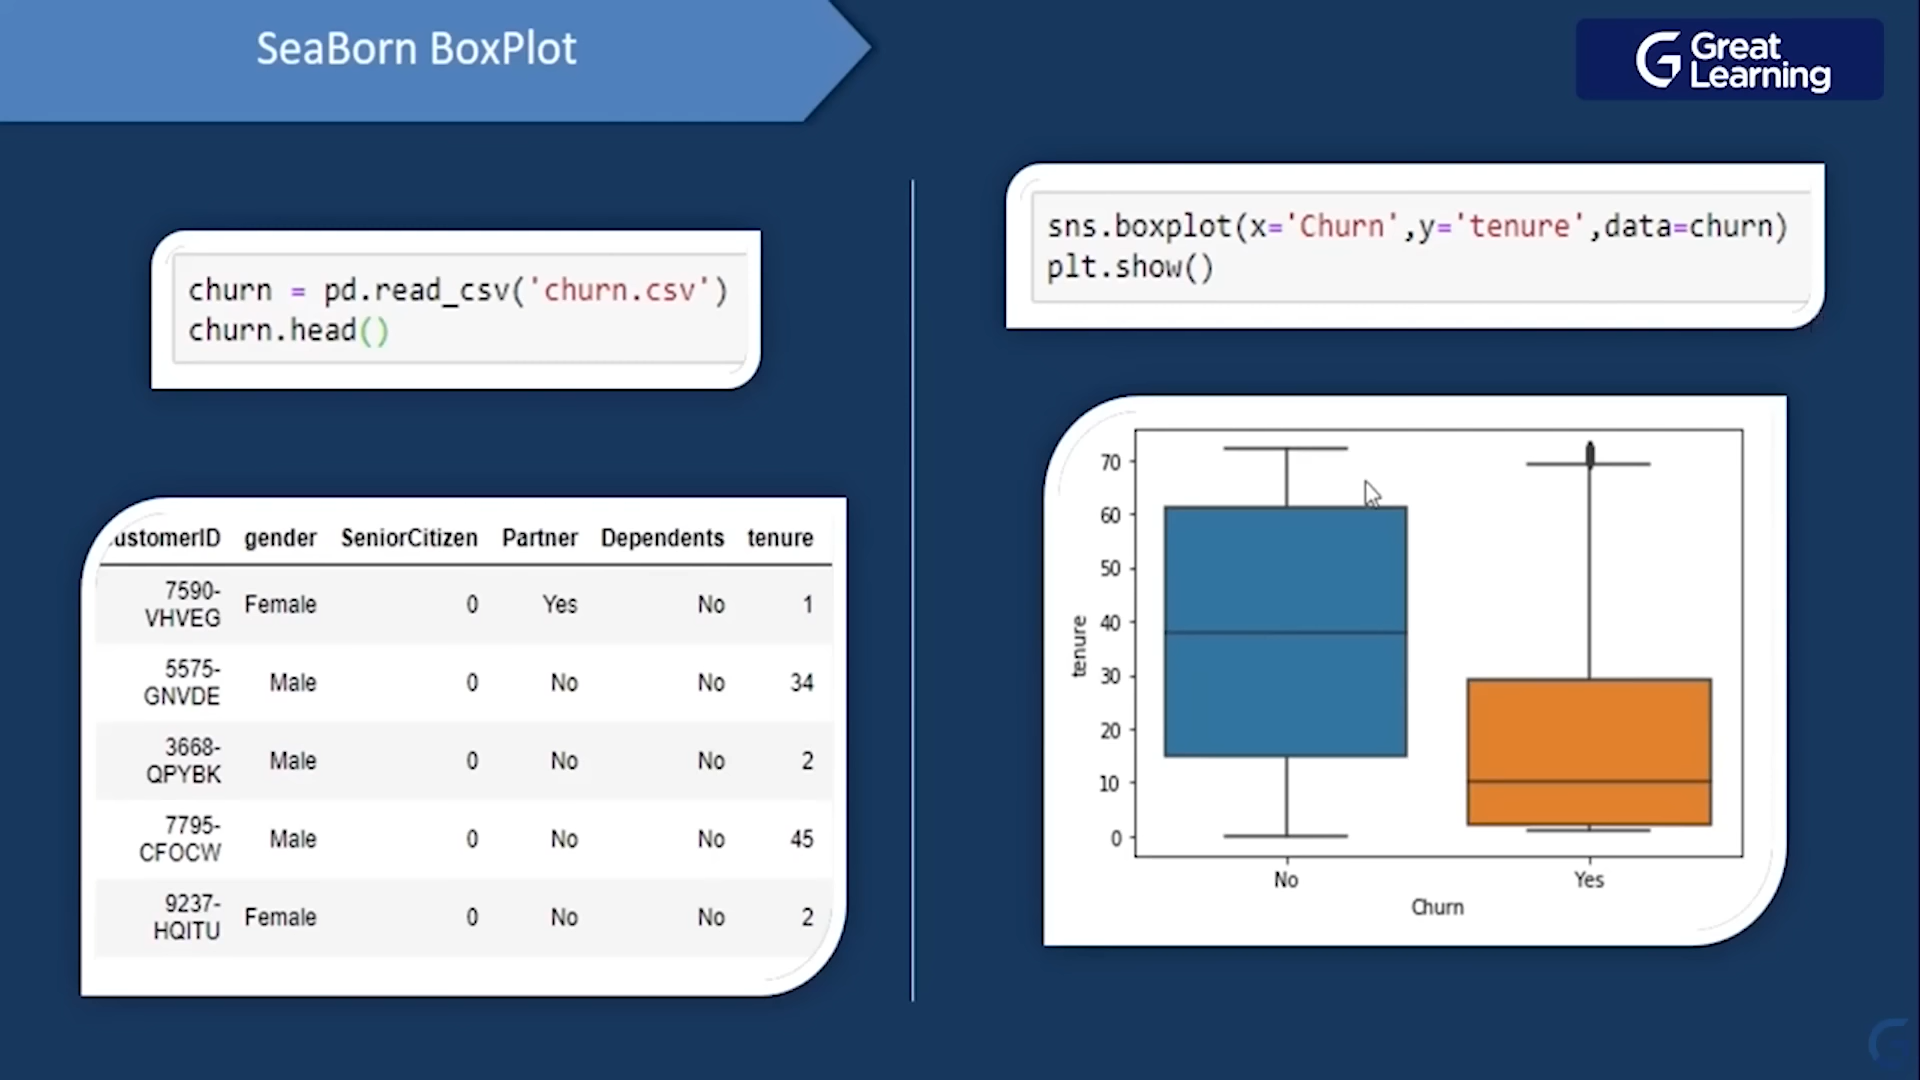 SeaBorn BoxPlot
Great
Learning
churn = pd.read_csv('churn.csv')
churn.head()
ustomerID gender SeniorCitizen Partner Dependents tenure
7590-
VHVEG Female 0 Yes No 1
5575-
GNVDE Male 0 No No 34
3668-
QPYBK Male 0 No No 2
7795-
CFOCW Male 0 No No 45
9237-
HQITU Female 0 No No 2
sns.boxplot(x='Churn',y='tenure',data=churn)
plt.show()
70
60
50
40
30
20
10
0
tenure
No Yes
Churn